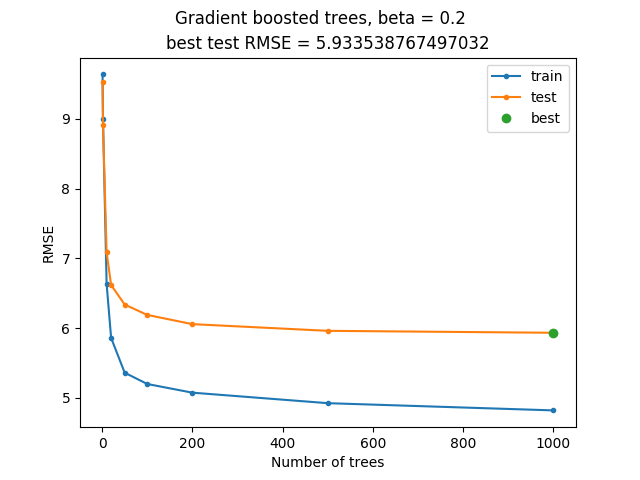 Gradient boosted trees, beta = 0.2
best test RMSE = 5.933538767497032
train
test
best
9
8
7
6
5
RMSE
0
200
400
600
800
1000
Number of trees